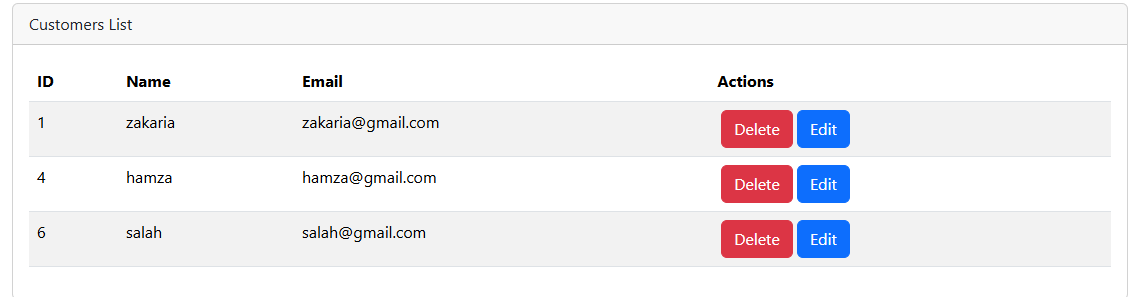 Customers List
ID Name Email Actions
1 zakaria zakaria@gmail.com Delete Edit
4 hamza hamza@gmail.com Delete Edit
6 salah salah@gmail.com Delete Edit